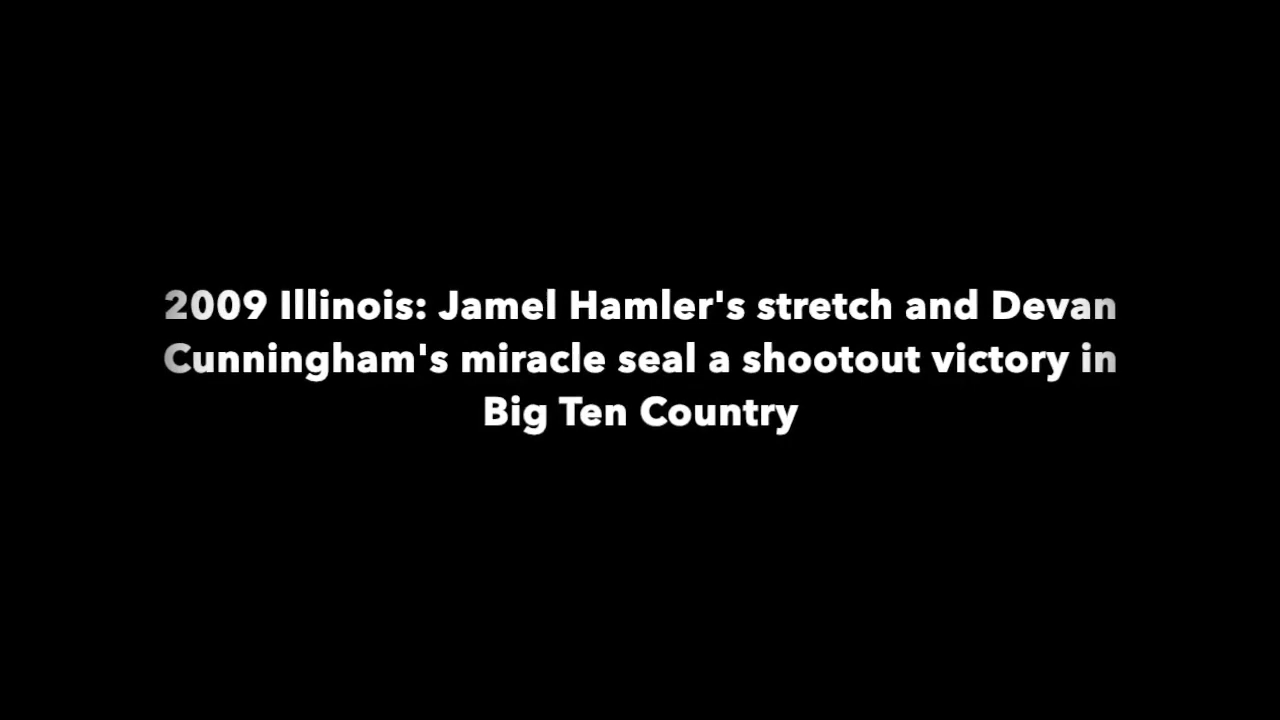 2009 Illinois: Jamel Hamler's stretch and Devan
Cunningham's miracle seal a shootout victory in
Big Ten Country